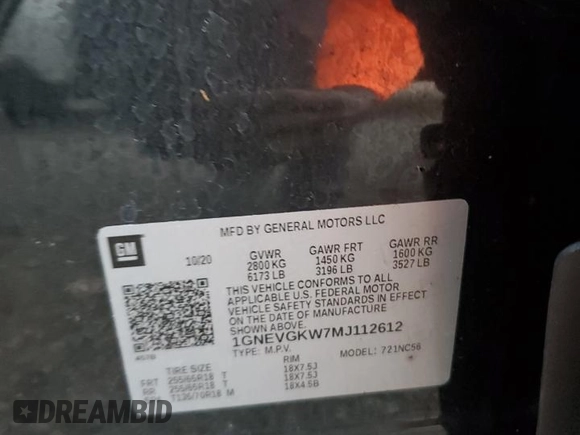 MFD BY GENERAL MOTORS LLC
GM
10/20
GVWR GAWR FRT GAWR RR
2800 KG 1450 KG 1600 KG
6173 LB 3196 LB 3527 LB
THIS VEHICLE CONFORMS TO ALL
APPLICABLE U.S. FEDERAL MOTOR
VEHICLE SAFETY STANDARDS IN EFFECT
ON THE DATE OF MANUFACTURE
SHOWN ABOVE.
1GNEVGKW7MJ112612
TYPE: M.P.V. MODEL: 721NC56
TIRE SIZE RIM
FRT 255/65R18 T 18X7.5J
RR 255/65R18 T 18X7.5J
T135/70R18 M 18X4.5B
DREAMBID